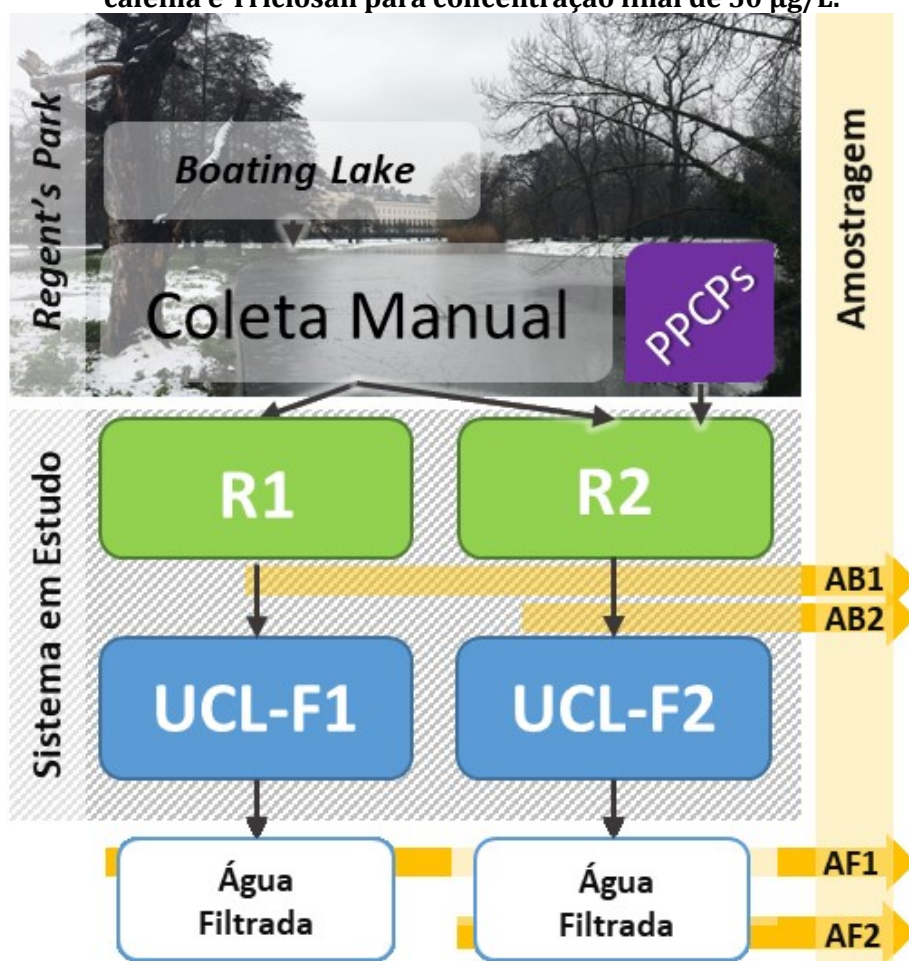 cafeína e Triclosan para concentração final de µg/L.
Regent's Park
Boating Lake
Coleta Manual
PPCPs
Amostragem
Sistema em Estudo
R1
R2
AB1
AB2
UCL-F1
UCL-F2
Água
Filtrada
Água
Filtrada
AF1
AF2